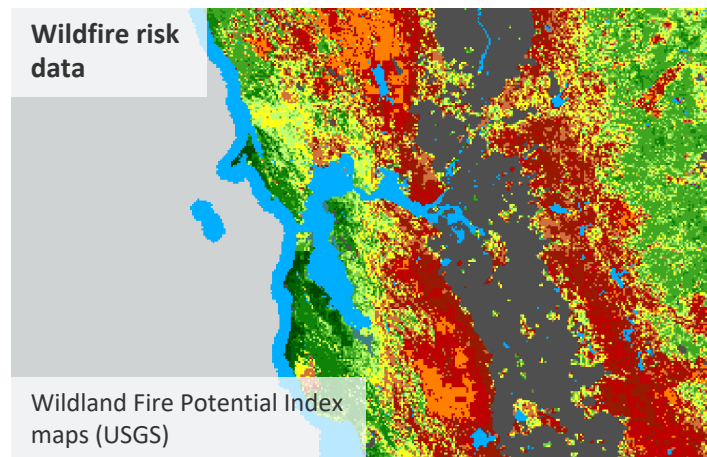 Wildfire risk
data
Wildland Fire Potential Index
maps (USGS)